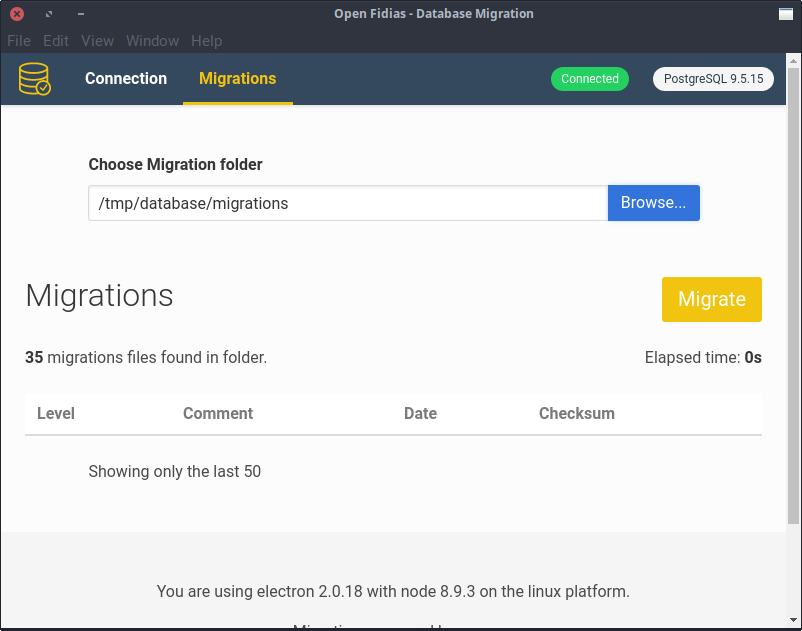 Open Fidias - Database Migration
File Edit View Window Help
Connection Migrations Connected PostgreSQL 9.5.15
Choose Migration folder
/tmp/database/migrations Browse...
Migrations Migrate
35 migrations files found in folder. Elapsed time: 0s
Level Comment Date Checksum
Showing only the last 50
You are using electron 2.0.18 with node 8.9.3 on the linux platform.